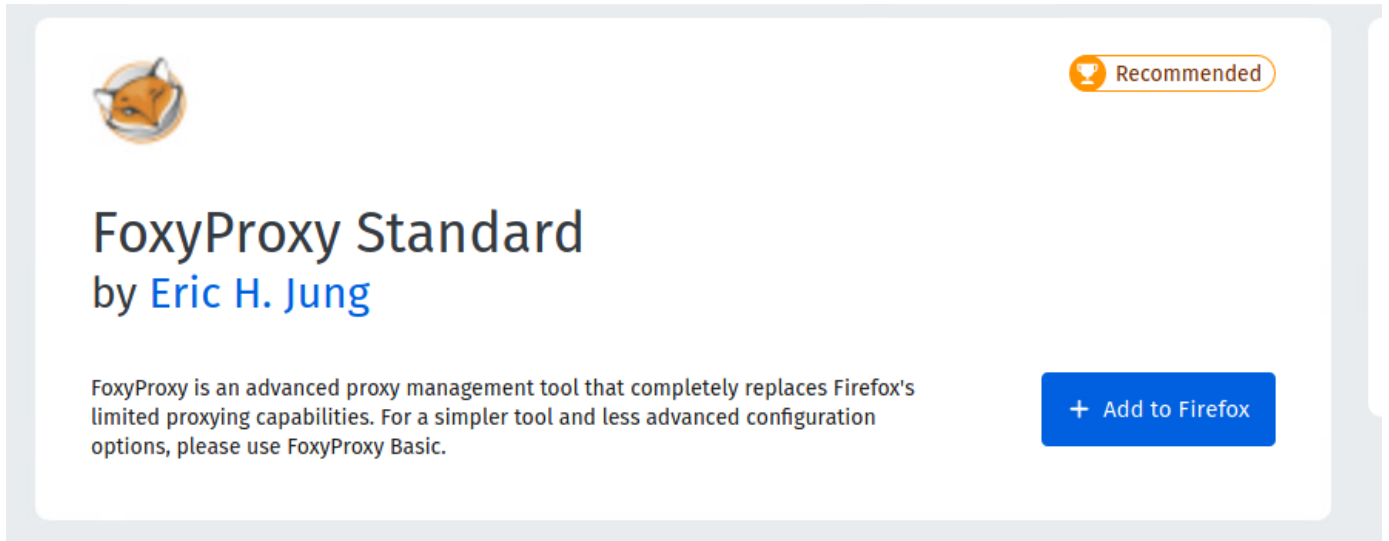 Recommended
FoxyProxy Standard
by Eric H. Jung
FoxyProxy is an advanced proxy management tool that completely replaces Firefox's
limited proxying capabilities. For a simpler tool and less advanced configuration
options, please use FoxyProxy Basic.
+ Add to Firefox